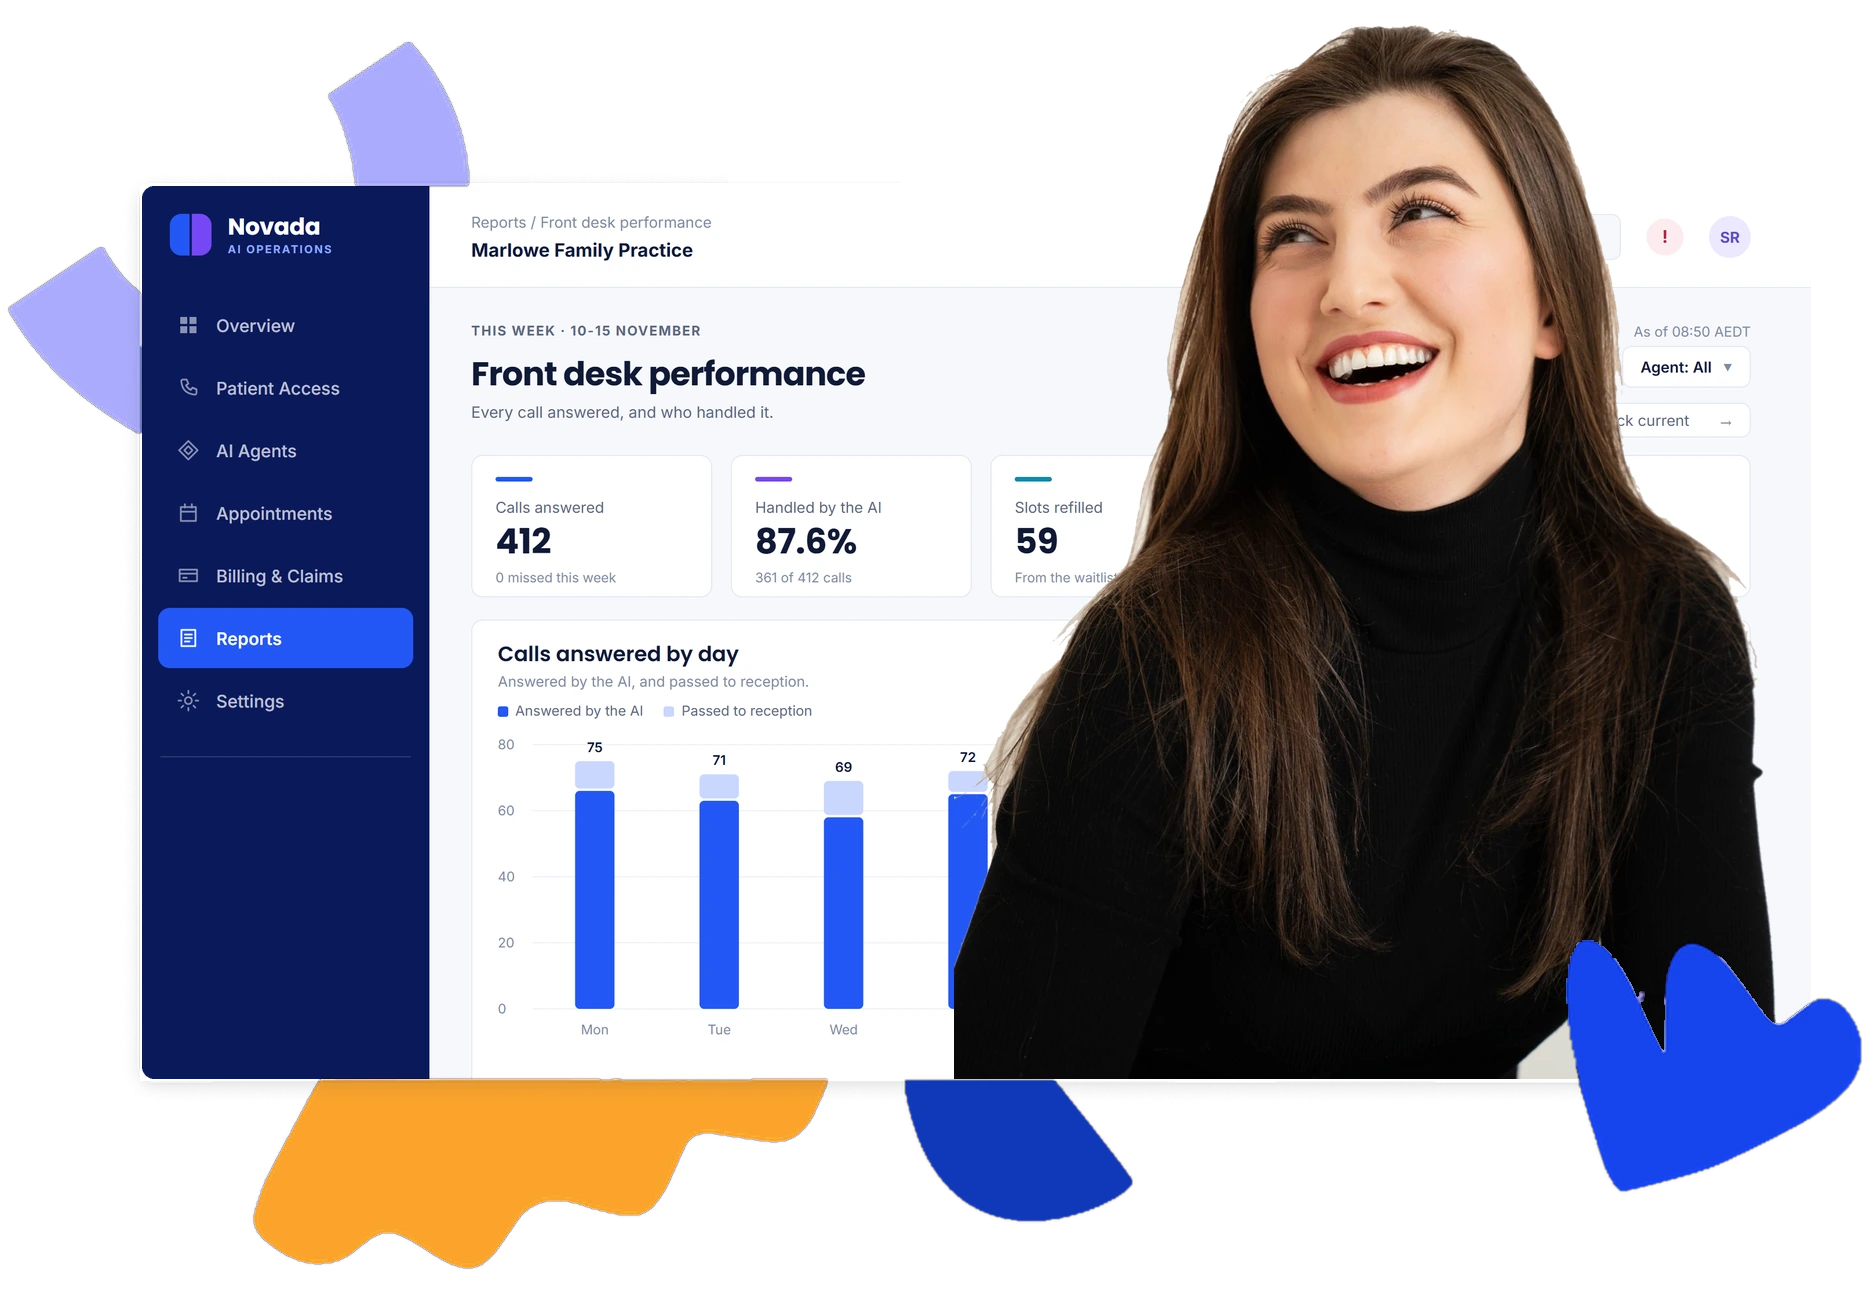 Novada
AI OPERATIONS
Overview
Patient Access
AI Agents
Appointments
Billing & Claims
Reports
Settings
Reports / Front desk performance
Marlowe Family Practice
!
SR
THIS WEEK · 10-15 NOVEMBER
As of 08:50 AEDT
Front desk performance
Agent: All ▼
Every call answered, and who handled it.
current →
Calls answered
412
0 missed this week
Handled by the AI
87.6%
361 of 412 calls
Slots refilled
59
From the waitlist
Calls answered by day
Answered by the AI, and passed to reception.
Answered by the AI
Passed to reception
80
60
40
20
0
75
71
69
72
Mon
Tue
Wed